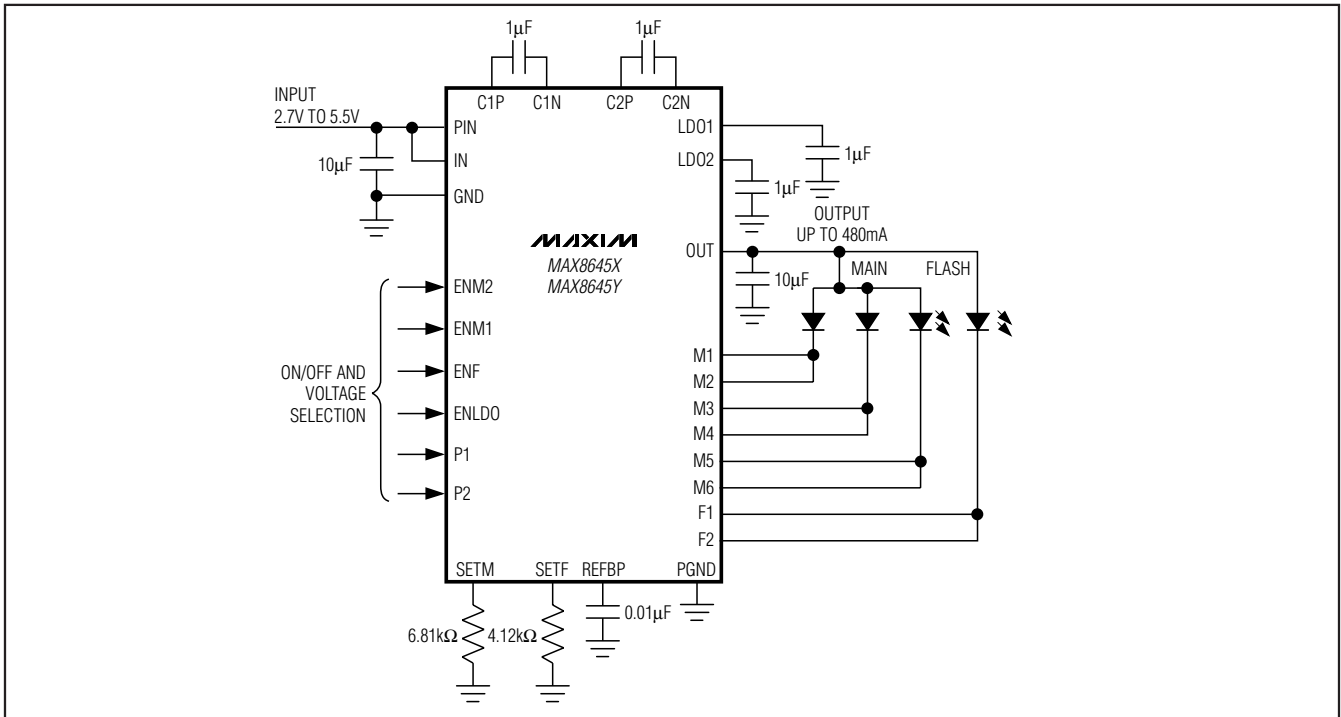 1µF
1µF
INPUT
2.7V TO 5.5V
C1P
C1N
C2P
C2N
PIN
LDO1
10µF
IN
LDO2
1µF
GND
1µF
MAXIM
MAX8645X
MAX8645Y
OUTPUT
UP TO 480mA
OUT
MAIN
FLASH
10µF
ENM2
ENM1
ENF
ENLDO
P1
P2
ON/OFF AND
VOLTAGE
SELECTION
M1
M2
M3
M4
M5
M6
F1
F2
SETM
SETF
REFBP
PGND
6.81kΩ
4.12kΩ
0.01µF